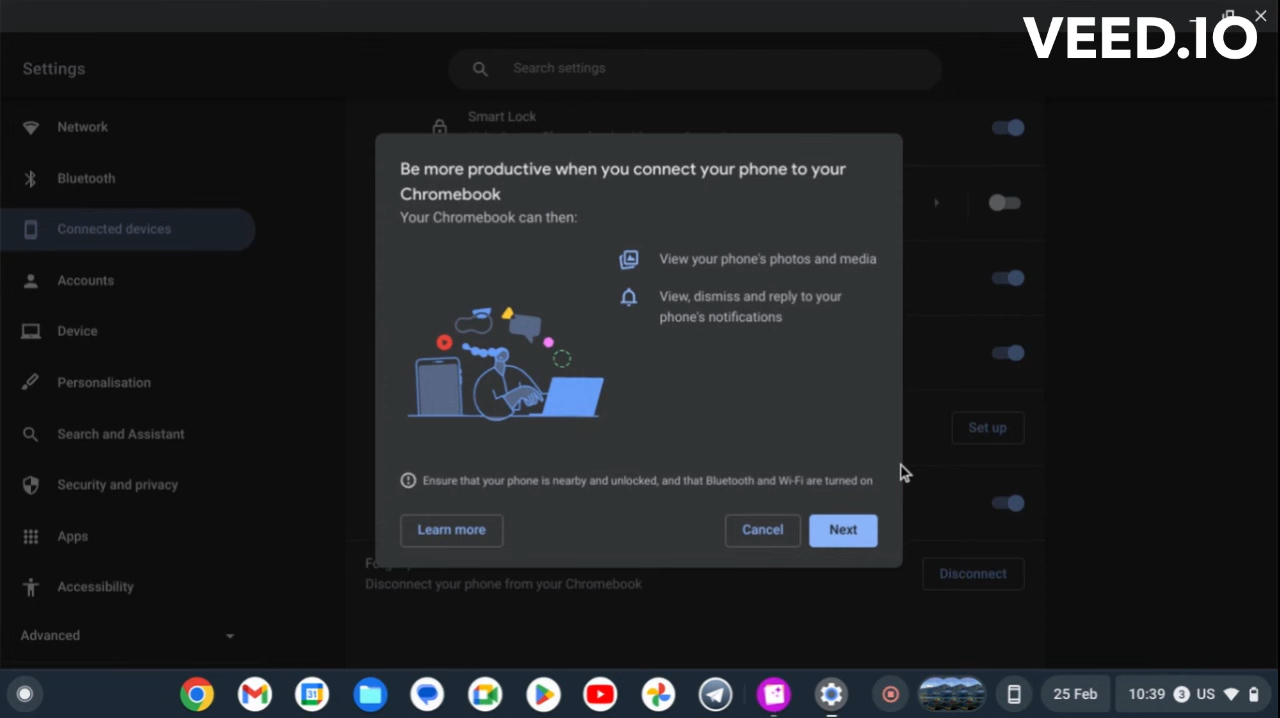 VEED.IO
Settings
Search settings
Network
Bluetooth
Connected devices
Accounts
Device
Personalisation
Search and Assistant
Security and privacy
Apps
Accessibility
Advanced
Smart Lock
Be more productive when you connect your phone to your
Chromebook
Your Chromebook can then:
View your phone's photos and media
View, dismiss and reply to your
phone's notifications
Ensure that your phone is nearby and unlocked, and that Bluetooth and Wi-Fi are turned on
Learn more
Cancel
Next
Set up
Disconnect your phone from your Chromebook
Disconnect
31
25 Feb
10:39
3
US